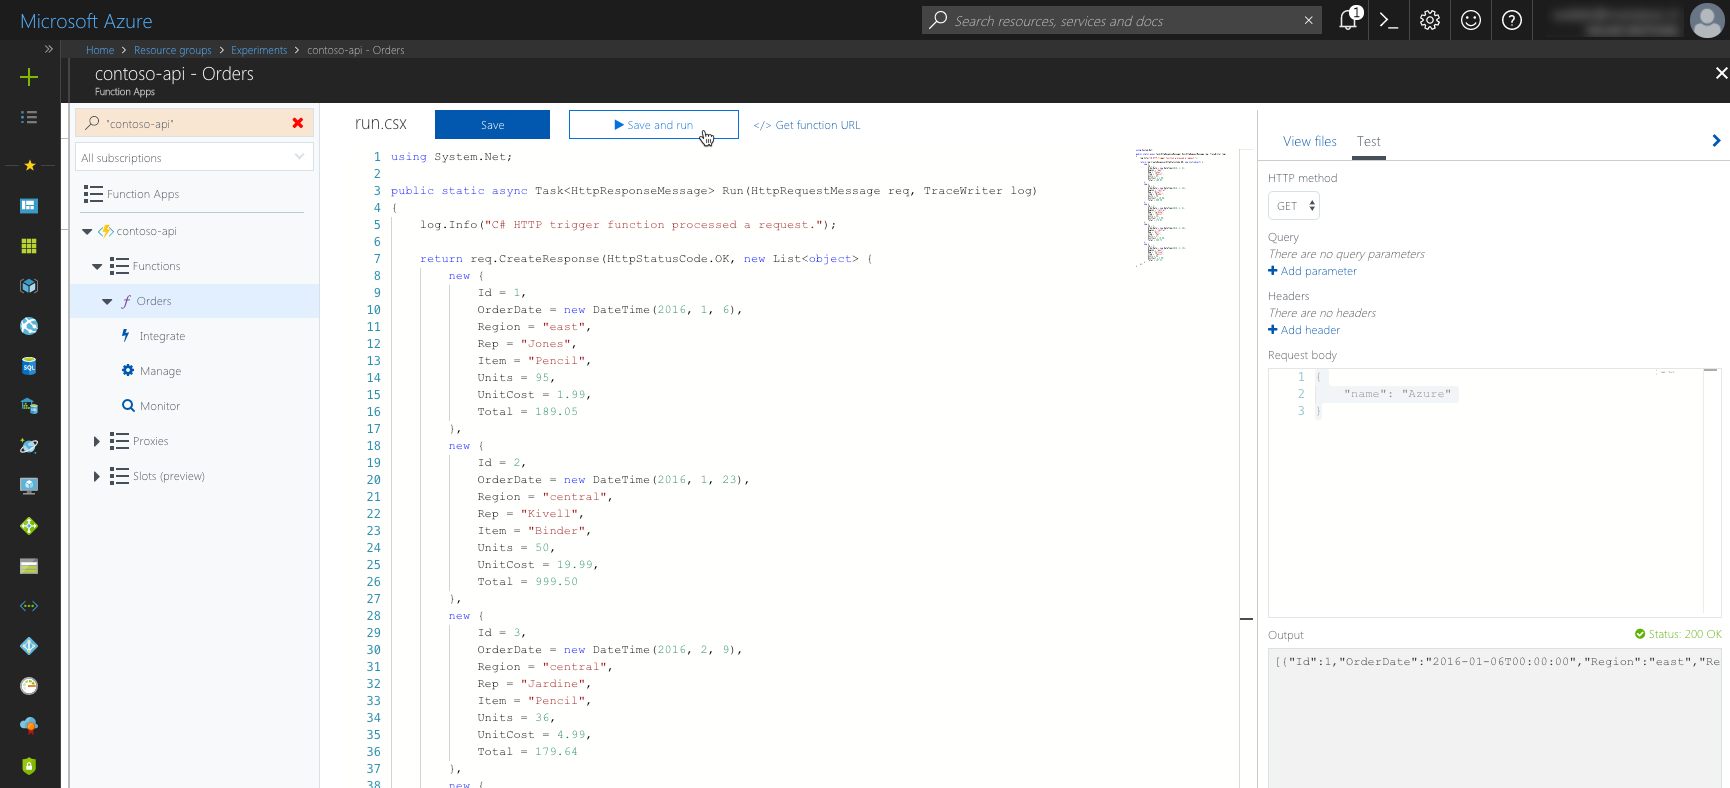 Microsoft Azure
Search resources, services and docs
1
Home > Resource groups > Experiments > contoso-api - Orders
contoso-api - Orders
Function Apps
"contoso-api"
All subscriptions
Function Apps
contoso-api
Functions
Orders
Integrate
Manage
Monitor
Proxies
Slots (preview)
run.csx
Save
Save and run
</> Get function URL
1 using System.Net;
2
3 public static async Task<HttpResponseMessage> Run(HttpRequestMessage req, TraceWriter log)
4 {
5 log.Info("C# HTTP trigger function processed a request.");
6
7 return req.CreateResponse(HttpStatusCode.OK, new List<object> {
8 new {
9 Id = 1,
10 OrderDate = new DateTime(2016, 1, 6),
11 Region = "east",
12 Rep = "Jones",
13 Item = "Pencil",
14 Units = 95,
15 UnitCost = 1.99,
16 Total = 189.05
17 },
18 new {
19 Id = 2,
20 OrderDate = new DateTime(2016, 1, 23),
21 Region = "central",
22 Rep = "Kivell",
23 Item = "Binder",
24 Units = 50,
25 UnitCost = 19.99,
26 Total = 999.50
27 },
28 new {
29 Id = 3,
30 OrderDate = new DateTime(2016, 2, 9),
31 Region = "central",
32 Rep = "Jardine",
33 Item = "Pencil",
34 Units = 36,
35 UnitCost = 4.99,
36 Total = 179.64
37 },
38 new {
View files
Test
HTTP method
GET
Query
There are no query parameters
+ Add parameter
Headers
There are no headers
+ Add header
Request body
1 {
2 "name": "Azure"
3 }
Output
Status: 200 OK
[{"Id":1,"OrderDate":"2016-01-06T00:00:00","Region":"east","Re
SQL